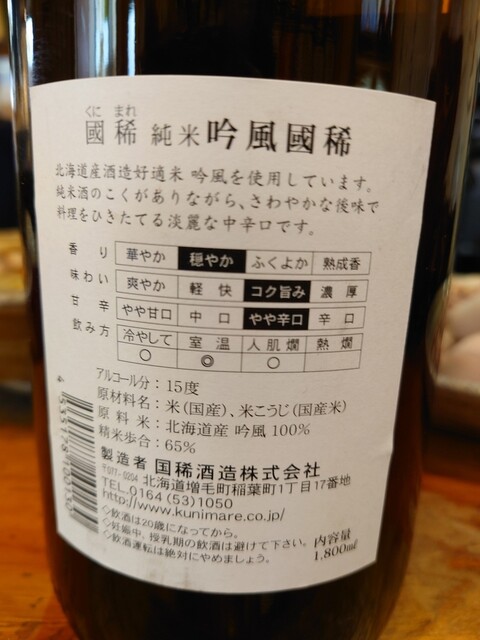 くに まれ
國稀 純米 吟風國稀
北海道産酒造好適米 吟風を使用しています。
純米酒のこくがありながら、さわやかな後味で
料理をひきたてる淡麗な中辛口です。
香り 華やか 穏やか ふくよか 熟成香
味わい 爽やか 軽快 コク旨み 濃厚
甘辛 やや甘口 中口 やや辛口 辛口
飲み方 冷やして 室温 人肌燗 熱燗
○ ◎ ○
アルコール分：15度
原材料名：米(国産)、米こうじ(国産米)
原料米：北海道産 吟風 100%
精米歩合：65%
製造者 国稀酒造株式会社
〒077-0204 北海道増毛町稲葉町1丁目17番地
TEL.0164(53)1050
http://www.kunimare.co.jp/
◇飲酒は20歳になってから。
◇妊娠中、授乳期の飲酒は避けて下さい。
◇飲酒運転は絶対にやめましょう。
内容量
1,800ml